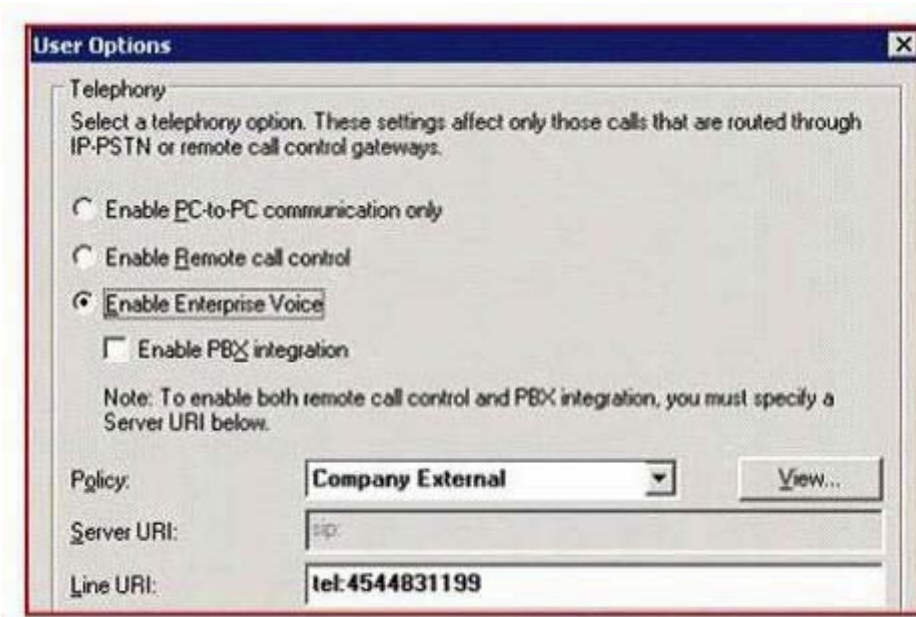 User Options
Telephony
Select a telephony option. These settings affect only those calls that are routed through
IP-PSTN or remote call control gateways.
Enable PC-to-PC communication only
Enable Remote call control
Enable Enterprise Voice
Enable PBX integration
Note: To enable both remote call control and PBX integration, you must specify a
Server URI below.
Policy: Company External View...
Server URI: sip:
Line URI: tel:4544831199